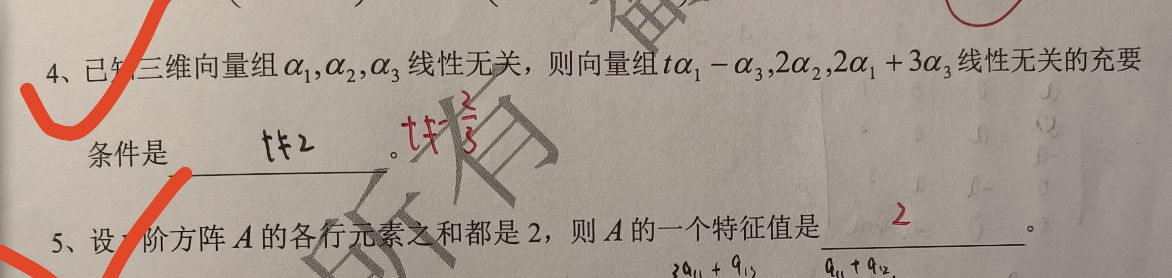 4、已知三维向量组α₁,α₂,α₃线性无关，则向量组tα₁−α₃,2α₂,2α₁+3α₃线性无关的充要
条件是 t≠2 。 t≠-2/3
5、设 阶方阵A的各行元素之和都是2，则A的一个特征值是 2 。
所有